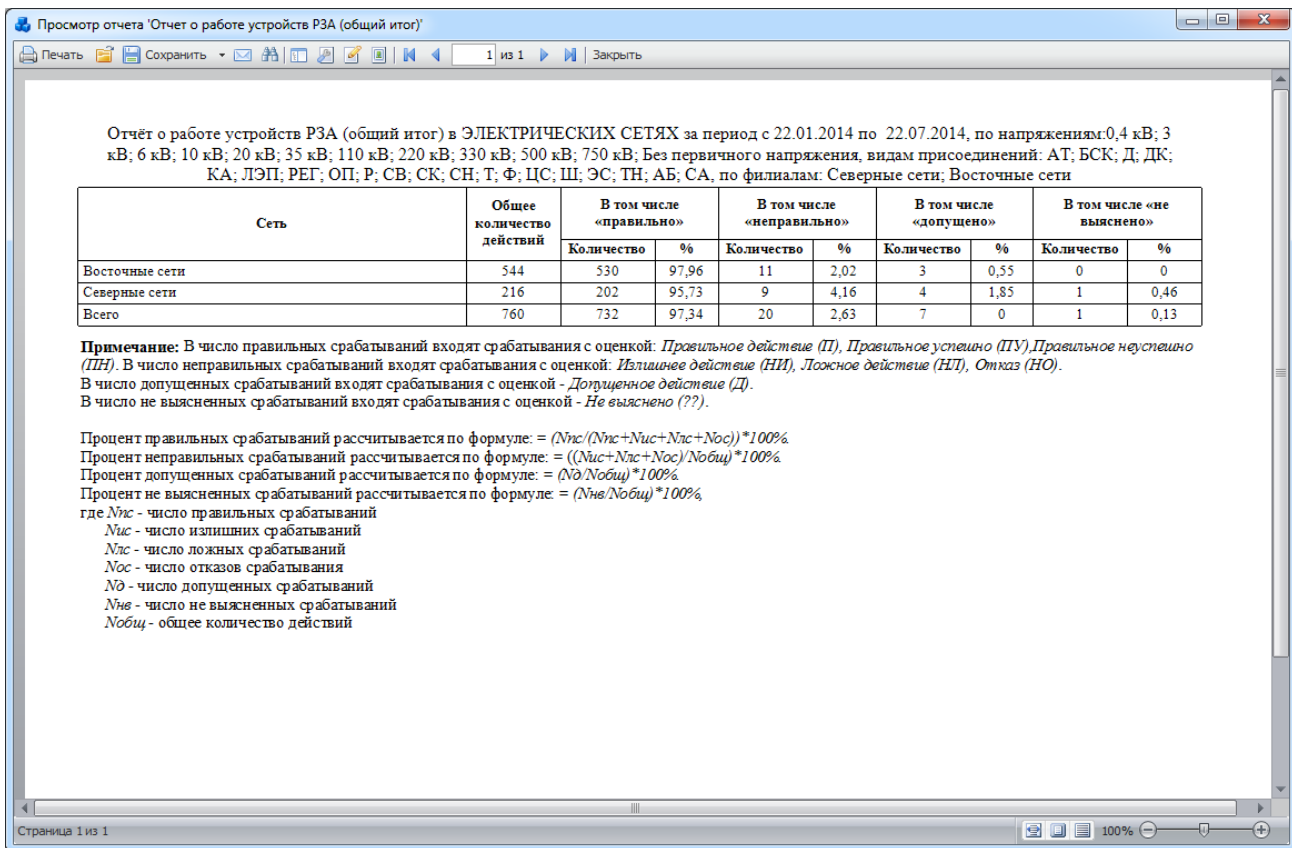 Просмотр отчета 'Отчет о работе устройств РЗА (общий итог)'
Печать Сохранить 1 из 1 Закрыть
Отчёт о работе устройств РЗА (общий итог) в ЭЛЕКТРИЧЕСКИХ СЕТЯХ за период с 22.01.2014 по 22.07.2014, по напряжениям:0,4 кВ; 3
кВ; 6 кВ; 10 кВ; 20 кВ; 35 кВ; 110 кВ; 220 кВ; 330 кВ; 500 кВ; 750 кВ; Без первичного напряжения, видам присоединений: АТ; БСК; Д; ДК;
КА; ЛЭП; РЕГ; ОП; Р; СВ; СК; СН; Т; Ф; ЦС; Ш; ЭС; ТН; АБ; СА, по филиалам: Северные сети; Восточные сети
Сеть Общее количество действий В том числе «правильно» В том числе «неправильно» В том числе «допущено» В том числе «не выяснено»
Количество % Количество % Количество % Количество %
Восточные сети 544 530 97,96 11 2,02 3 0,55 0 0
Северные сети 216 202 95,73 9 4,16 4 1,85 1 0,46
Всего 760 732 97,34 20 2,63 7 0 1 0,13
Примечание: В число правильных срабатываний входят срабатывания с оценкой: Правильное действие (П), Правильное успешно (ПУ),Правильное неуспешно
(ПН). В число неправильных срабатываний входят срабатывания с оценкой: Излишнее действие (НИ), Ложное действие (НЛ), Отказ (НО).
В число допущенных срабатываний входят срабатывания с оценкой - Допущенное действие (Д).
В число не выясненных срабатываний входят срабатывания с оценкой - Не выяснено (??).
Процент правильных срабатываний рассчитывается по формуле: = (Nпс/(Nпс+Nис+Nлс+Nос))*100%.
Процент неправильных срабатываний рассчитывается по формуле: = ((Nис+Nлс+Nос)/Nобщ)*100%.
Процент допущенных срабатываний рассчитывается по формуле: = (Nд/Nобщ)*100%.
Процент не выясненных срабатываний рассчитывается по формуле: = (Nнв/Nобщ)*100%,
где Nпс - число правильных срабатываний
Nис - число излишних срабатываний
Nлс - число ложных срабатываний
Nос - число отказов срабатывания
Nд - число допущенных срабатываний
Nнв - число не выясненных срабатываний
Nобщ - общее количество действий
Страница 1 из 1 100%